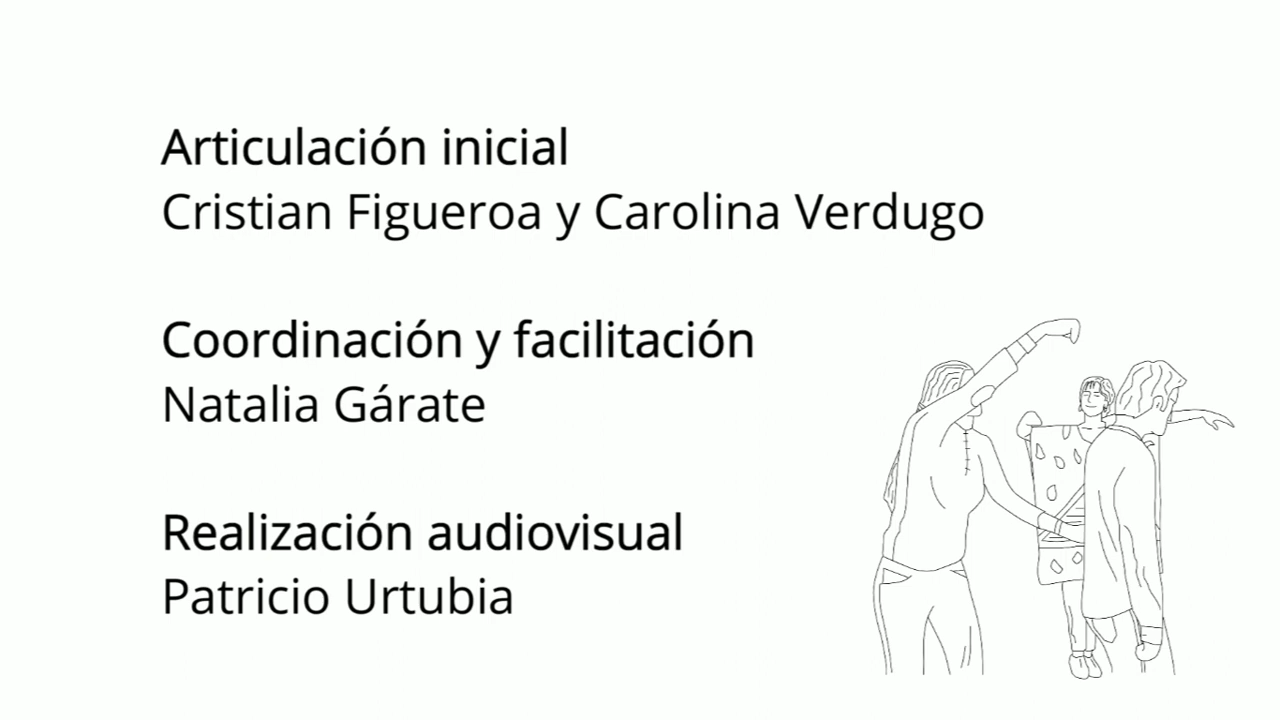 Articulación inicial
Cristian Figueroa y Carolina Verdugo
Coordinación y facilitación
Natalia Gárate
Realización audiovisual
Patricio Urtubia